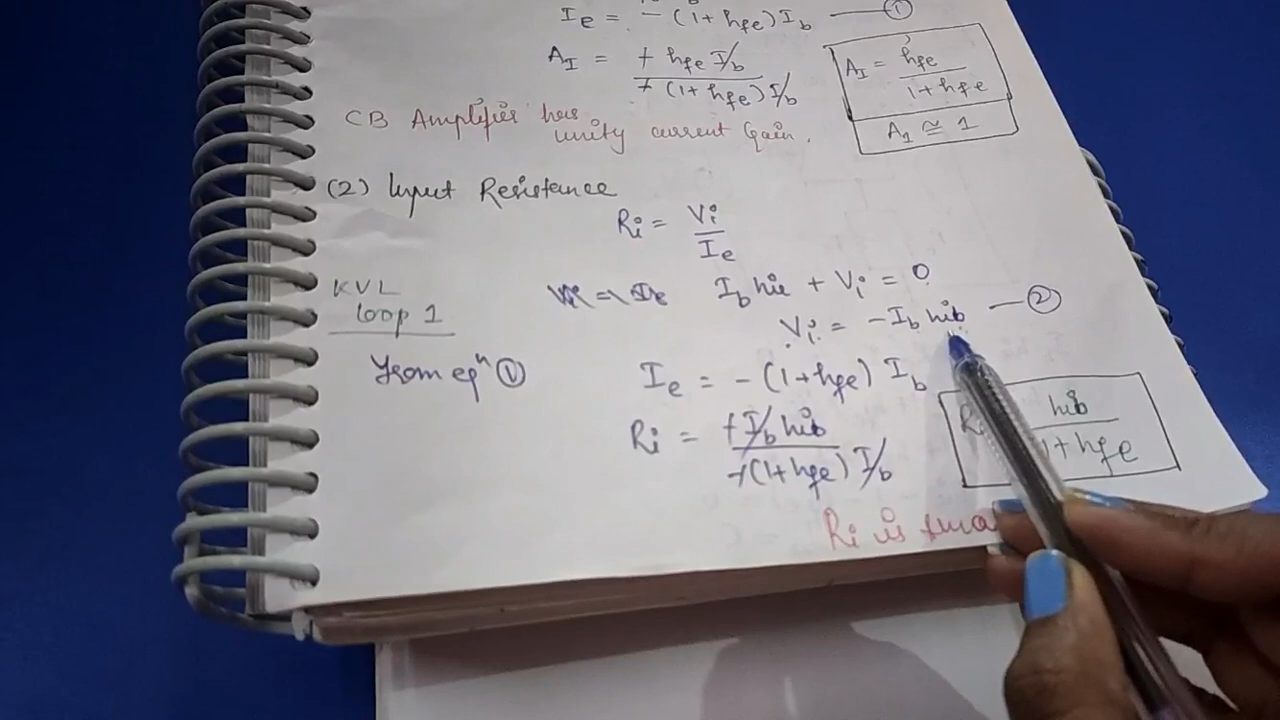 Ie = - (1+hfe) Ib —— ①
AI = + hfe Ib / + (1+hfe) Ib
AI = hfe / 1+hfe
A1 ≅ 1
CB Amplifier has unity current Gain.
(2) Input Resistance
Ri = Vi / Ie
KVL loop 1
Ib hie + Vi = 0
Vi = - Ib hib —— ②
From eqⁿ ①
Ie = - (1+hfe) Ib
Ri = + Ib hib / + (1+hfe) Ib
hib / 1+hfe
Ri is